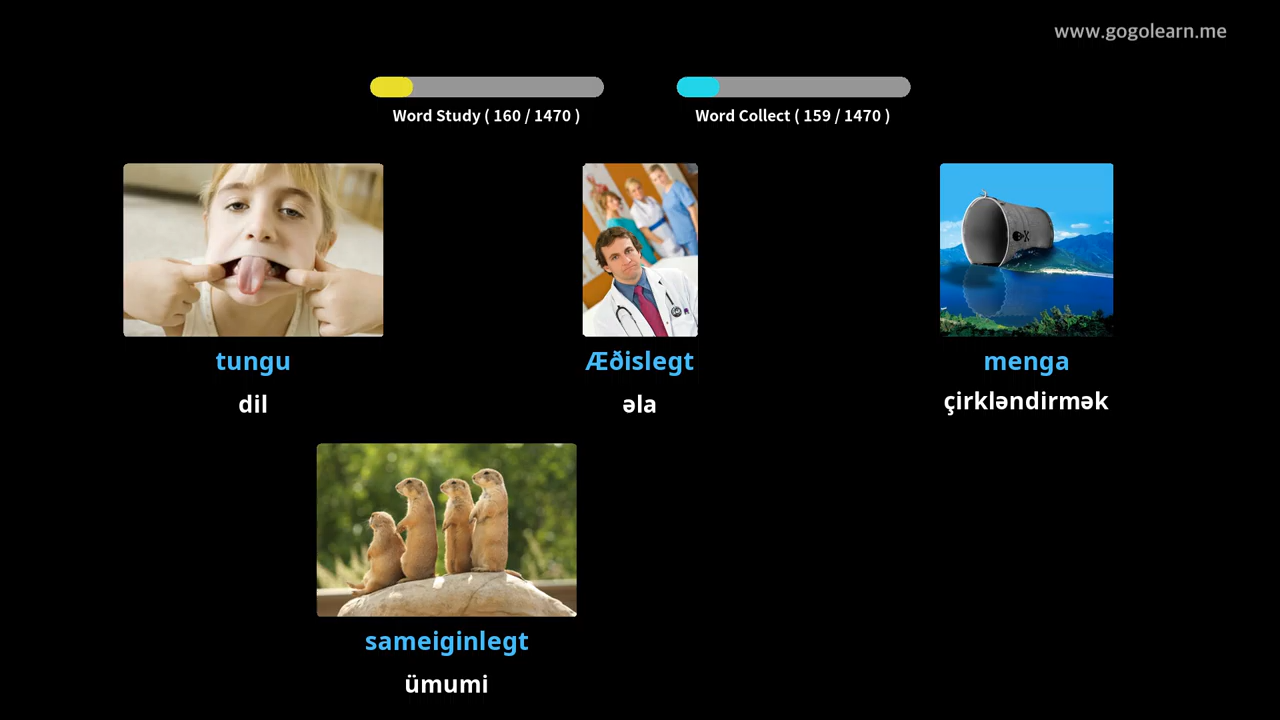 www.gogolearn.me
Word Study ( 160 / 1470 )
Word Collect ( 159 / 1470 )
tungu
dil
Æðislegt
əla
menga
çirkləndirmək
sameiginlegt
ümumi